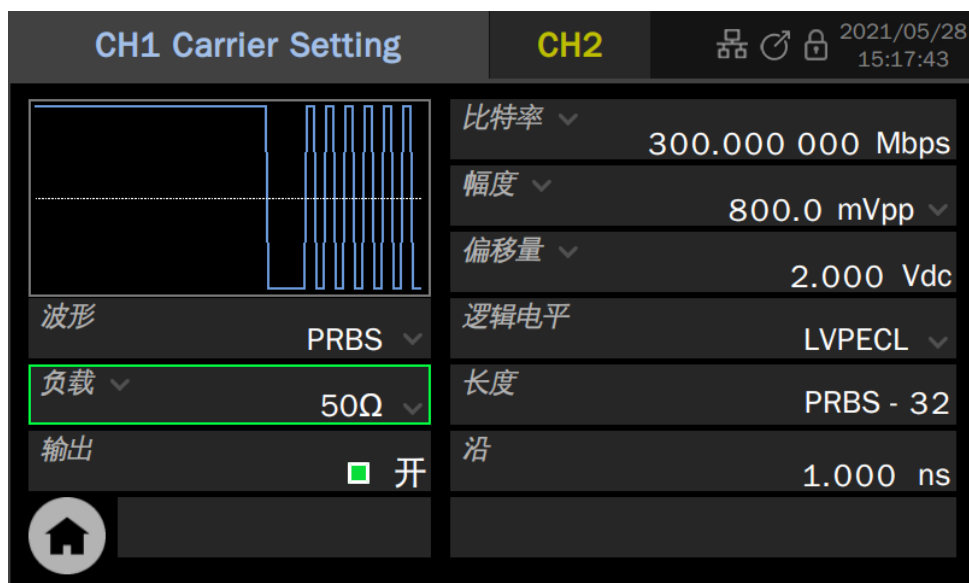 CH1 Carrier Setting
CH2
2021/05/28
15:17:43
比特率
300.000 000 Mbps
幅度
800.0 mVpp
偏移量
2.000 Vdc
波形
PRBS
逻辑电平
LVPECL
负载
50Ω
长度
PRBS - 32
输出
开
沿
1.000 ns